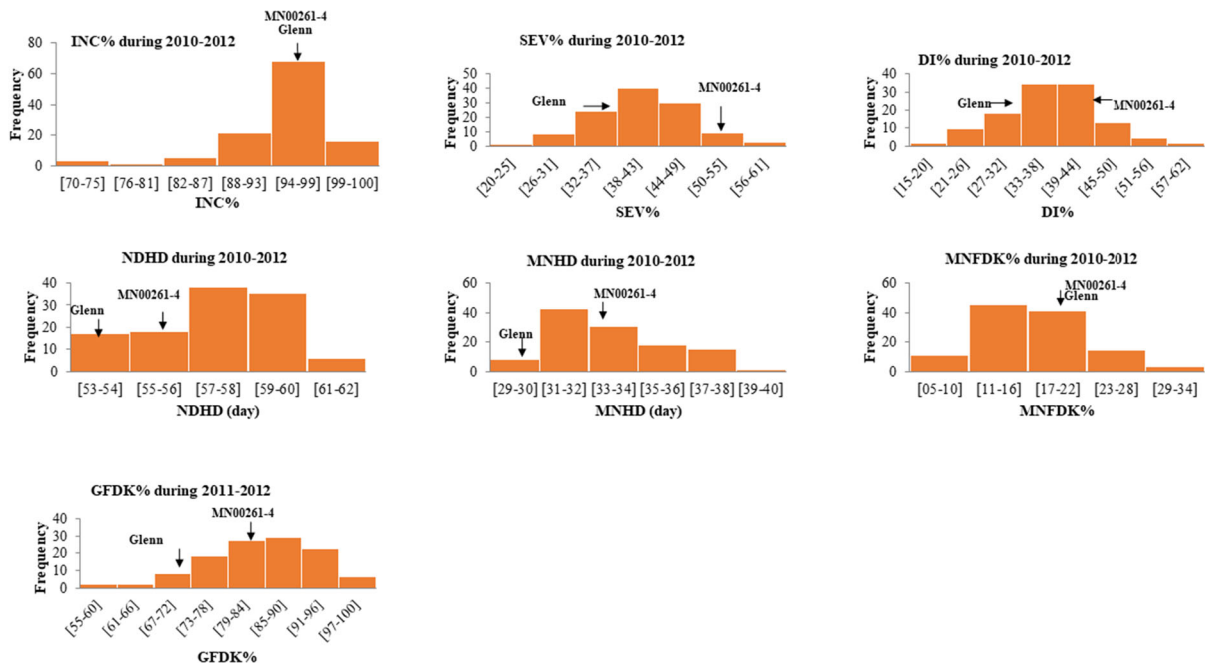 INC% during 2010-2012
MN00261-4
Glenn
Frequency
80
60
40
20
0
[70-75] [76-81] [82-87] [88-93] [94-99] [99-100]
INC%
SEV% during 2010-2012
Glenn
MN00261-4
Frequency
50
40
30
20
10
0
[20-25] [26-31] [32-37] [38-43] [44-49] [50-55] [56-61]
SEV%
DI% during 2010-2012
Glenn
MN00261-4
Frequency
40
30
20
10
0
[15-20] [21-26] [27-32] [33-38] [39-44] [45-50] [51-56] [57-62]
DI%
NDHD during 2010-2012
Glenn
MN00261-4
Frequency
40
30
20
10
0
[53-54] [55-56] [57-58] [59-60] [61-62]
NDHD (day)
MNHD during 2010-2012
Glenn
MN00261-4
Frequency
60
40
20
0
[29-30] [31-32] [33-34] [35-36] [37-38] [39-40]
MNHD (day)
MNFDK% during 2010-2012
MN00261-4
Glenn
Frequency
60
40
20
0
[05-10] [11-16] [17-22] [23-28] [29-34]
MNFDK%
GFDK% during 2011-2012
Glenn
MN00261-4
Frequency
40
30
20
10
0
[55-60] [61-66] [67-72] [73-78] [79-84] [85-90] [91-96] [97-100]
GFDK%